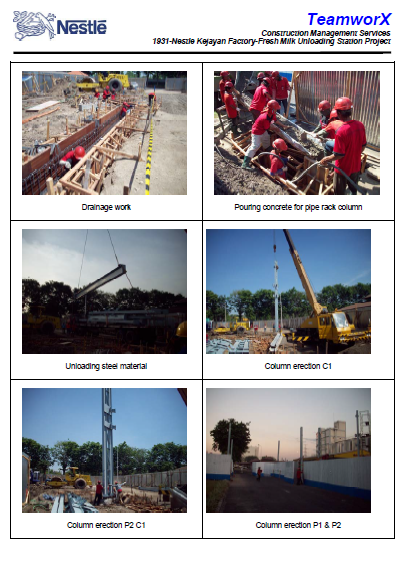 Nestlé
TeamworX
Construction Management Services
1931-Nestle Kejayan Factory-Fresh Milk Unloading Station Project
Drainage work
Pouring concrete for pipe rack column
Unloading steel material
Column erection C1
Column erection P2 C1
Column erection P1 & P2